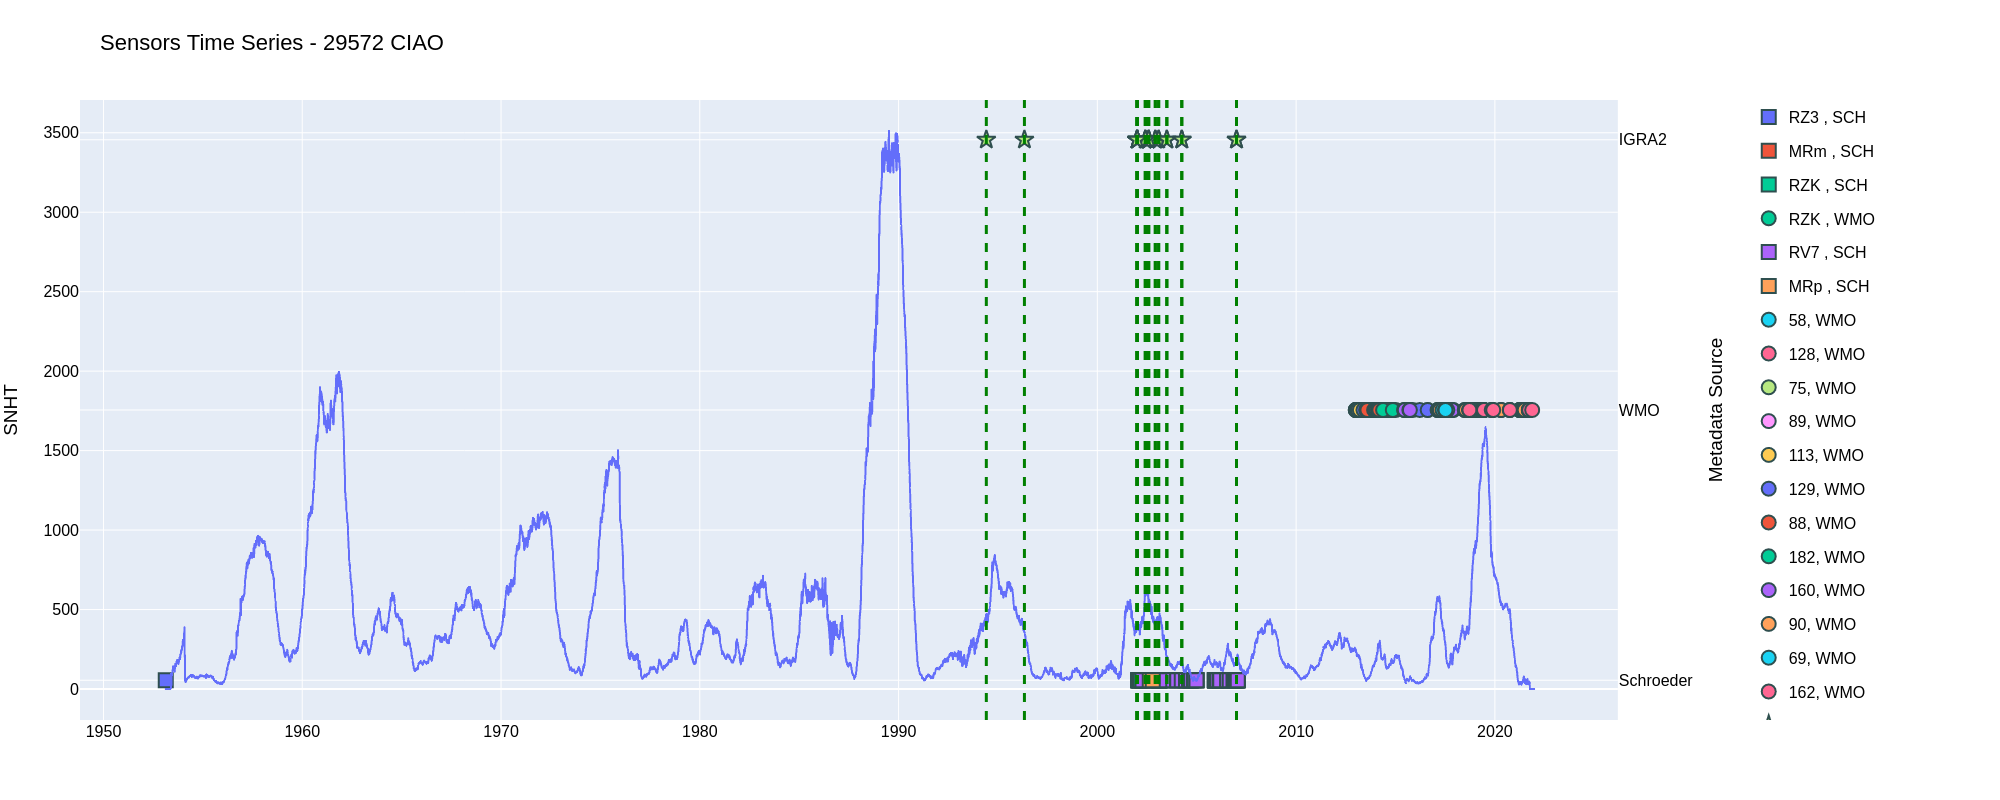 Sensors Time Series - 29572 CIAO
SNHT
3500
3000
2500
2000
1500
1000
500
0
1950
1960
1970
1980
1990
2000
2010
2020
IGRA2
WMO
Schroeder
Metadata Source
RZ3 , SCH
MRm , SCH
RZK , SCH
RZK , WMO
RV7 , SCH
MRp , SCH
58, WMO
128, WMO
75, WMO
89, WMO
113, WMO
129, WMO
88, WMO
182, WMO
160, WMO
90, WMO
69, WMO
162, WMO